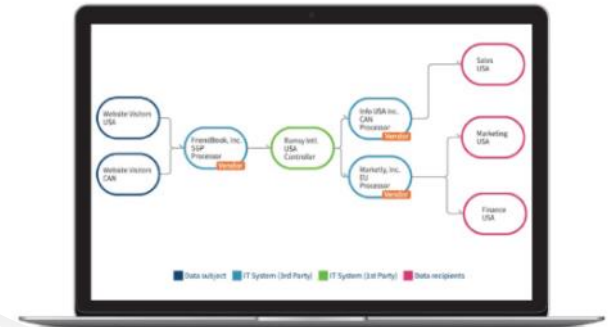 Website Visitors
USA
Website Visitors
CAN
FriendBook, Inc.
SGP
Processor
Vendor
Romsy Intl.
USA
Controller
Info USA Inc.
CAN
Processor
Vendor
Marketly, Inc.
EU
Processor
Vendor
Sales
USA
Marketing
USA
Finance
USA
Data subject
IT System (3rd Party)
IT System (1st Party)
Data recipients